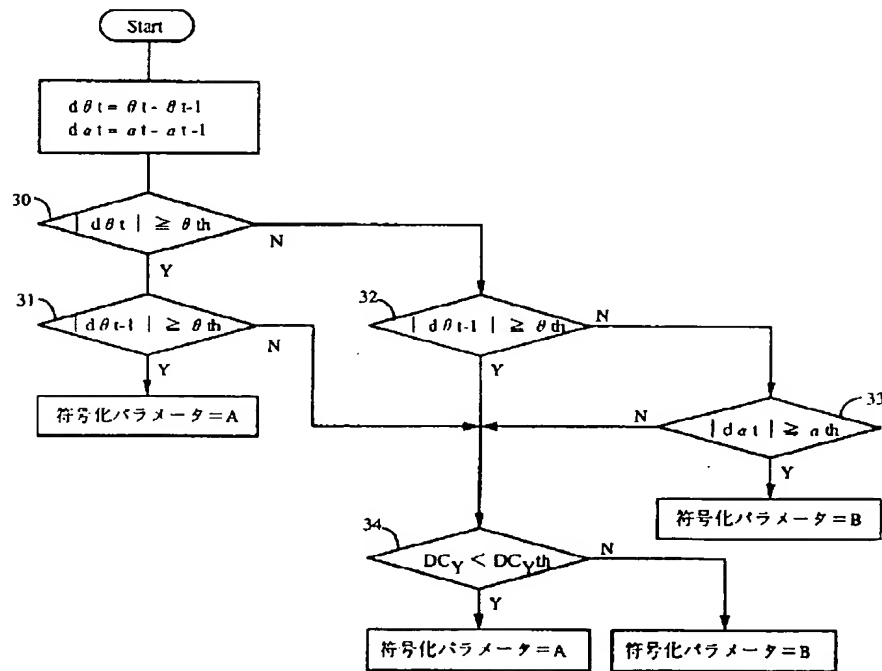 Start
dθt = θt - θt-1
dαt = αt - αt-1
30
| dθt | ≧ θth
N
Y
31
| dθt-1 | ≧ θth
N
Y
符号化パラメータ=A
32
| dθt-1 | ≧ θth
N
Y
33
| dαt | ≧ αth
N
Y
符号化パラメータ=B
34
DCY < DCYth
N
Y
符号化パラメータ=A
符号化パラメータ=B